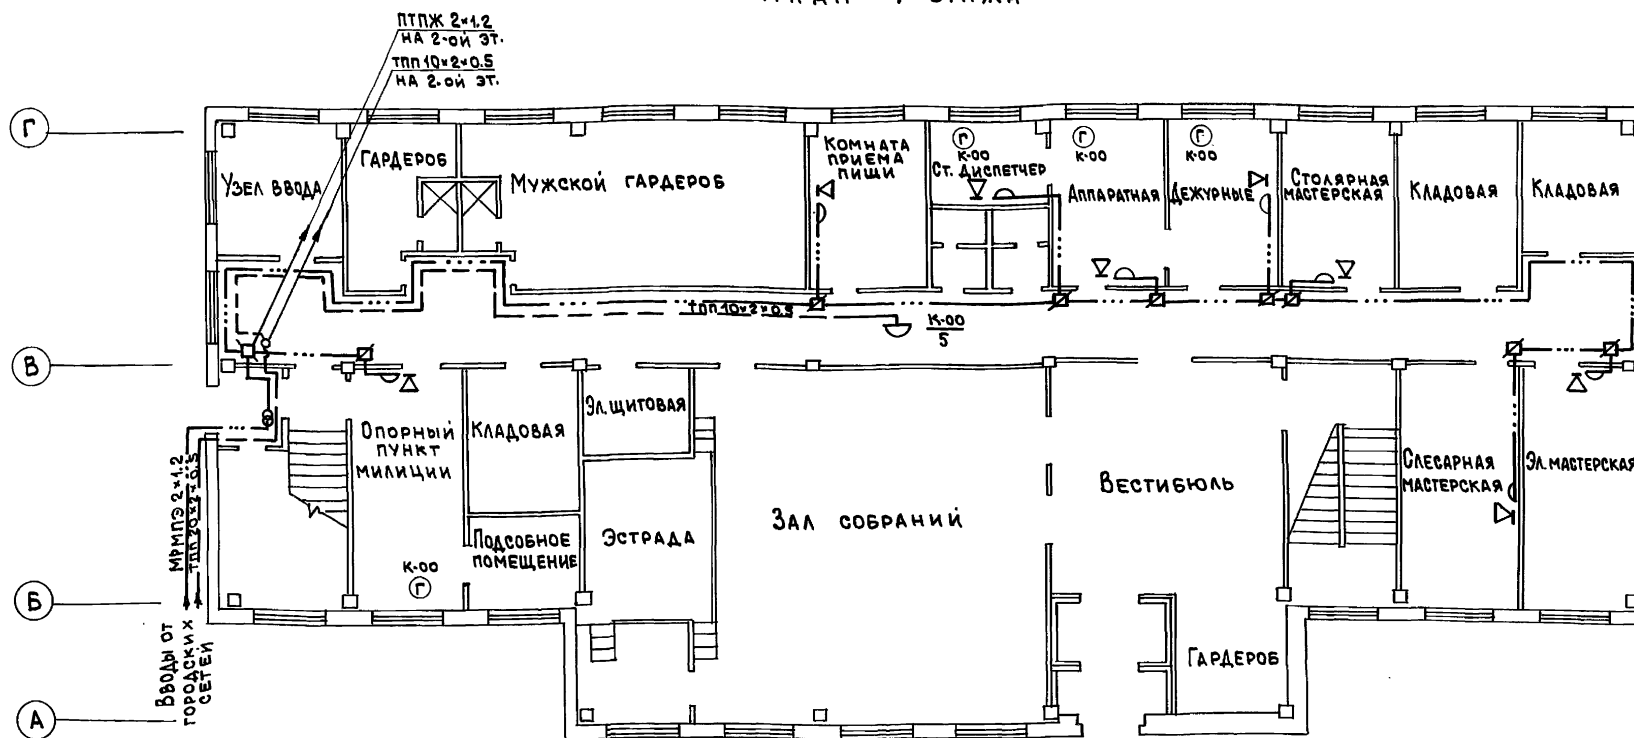 ПТПЖ 2×1.2
НА 2-ОЙ ЭТ.
ТПП 10×2×0.5
НА 2-ОЙ ЭТ.
Г
В
Б
А
УЗЕЛ ВВОДА
ГАРДЕРОБ
МУЖСКОЙ ГАРДЕРОБ
КОМНАТА
ПРИЕМА
ПИЩИ
Г
К-00
СТ. ДИСПЕТЧЕР
Г
К-00
АППАРАТНАЯ
Г
К-00
ДЕЖУРНЫЕ
СТОЛЯРНАЯ
МАСТЕРСКАЯ
КЛАДОВАЯ
КЛАДОВАЯ
ТПП 10×2×0.5
К-00
5
ОПОРНЫЙ
ПУНКТ
МИЛИЦИИ
К-00
Г
КЛАДОВАЯ
ЭЛ. ЩИТОВАЯ
ПОДСОБНОЕ
ПОМЕЩЕНИЕ
ЭСТРАДА
ЗАЛ СОБРАНИЙ
ВЕСТИБЮЛЬ
ГАРДЕРОБ
СЛЕСАРНАЯ
МАСТЕРСКАЯ
ЭЛ. МАСТЕРСКАЯ
МРМПЭ 2×1.2
ТПП 20×2×0.5
ВВОДЫ ОТ
ГОРОДСКИХ
СЕТЕЙ